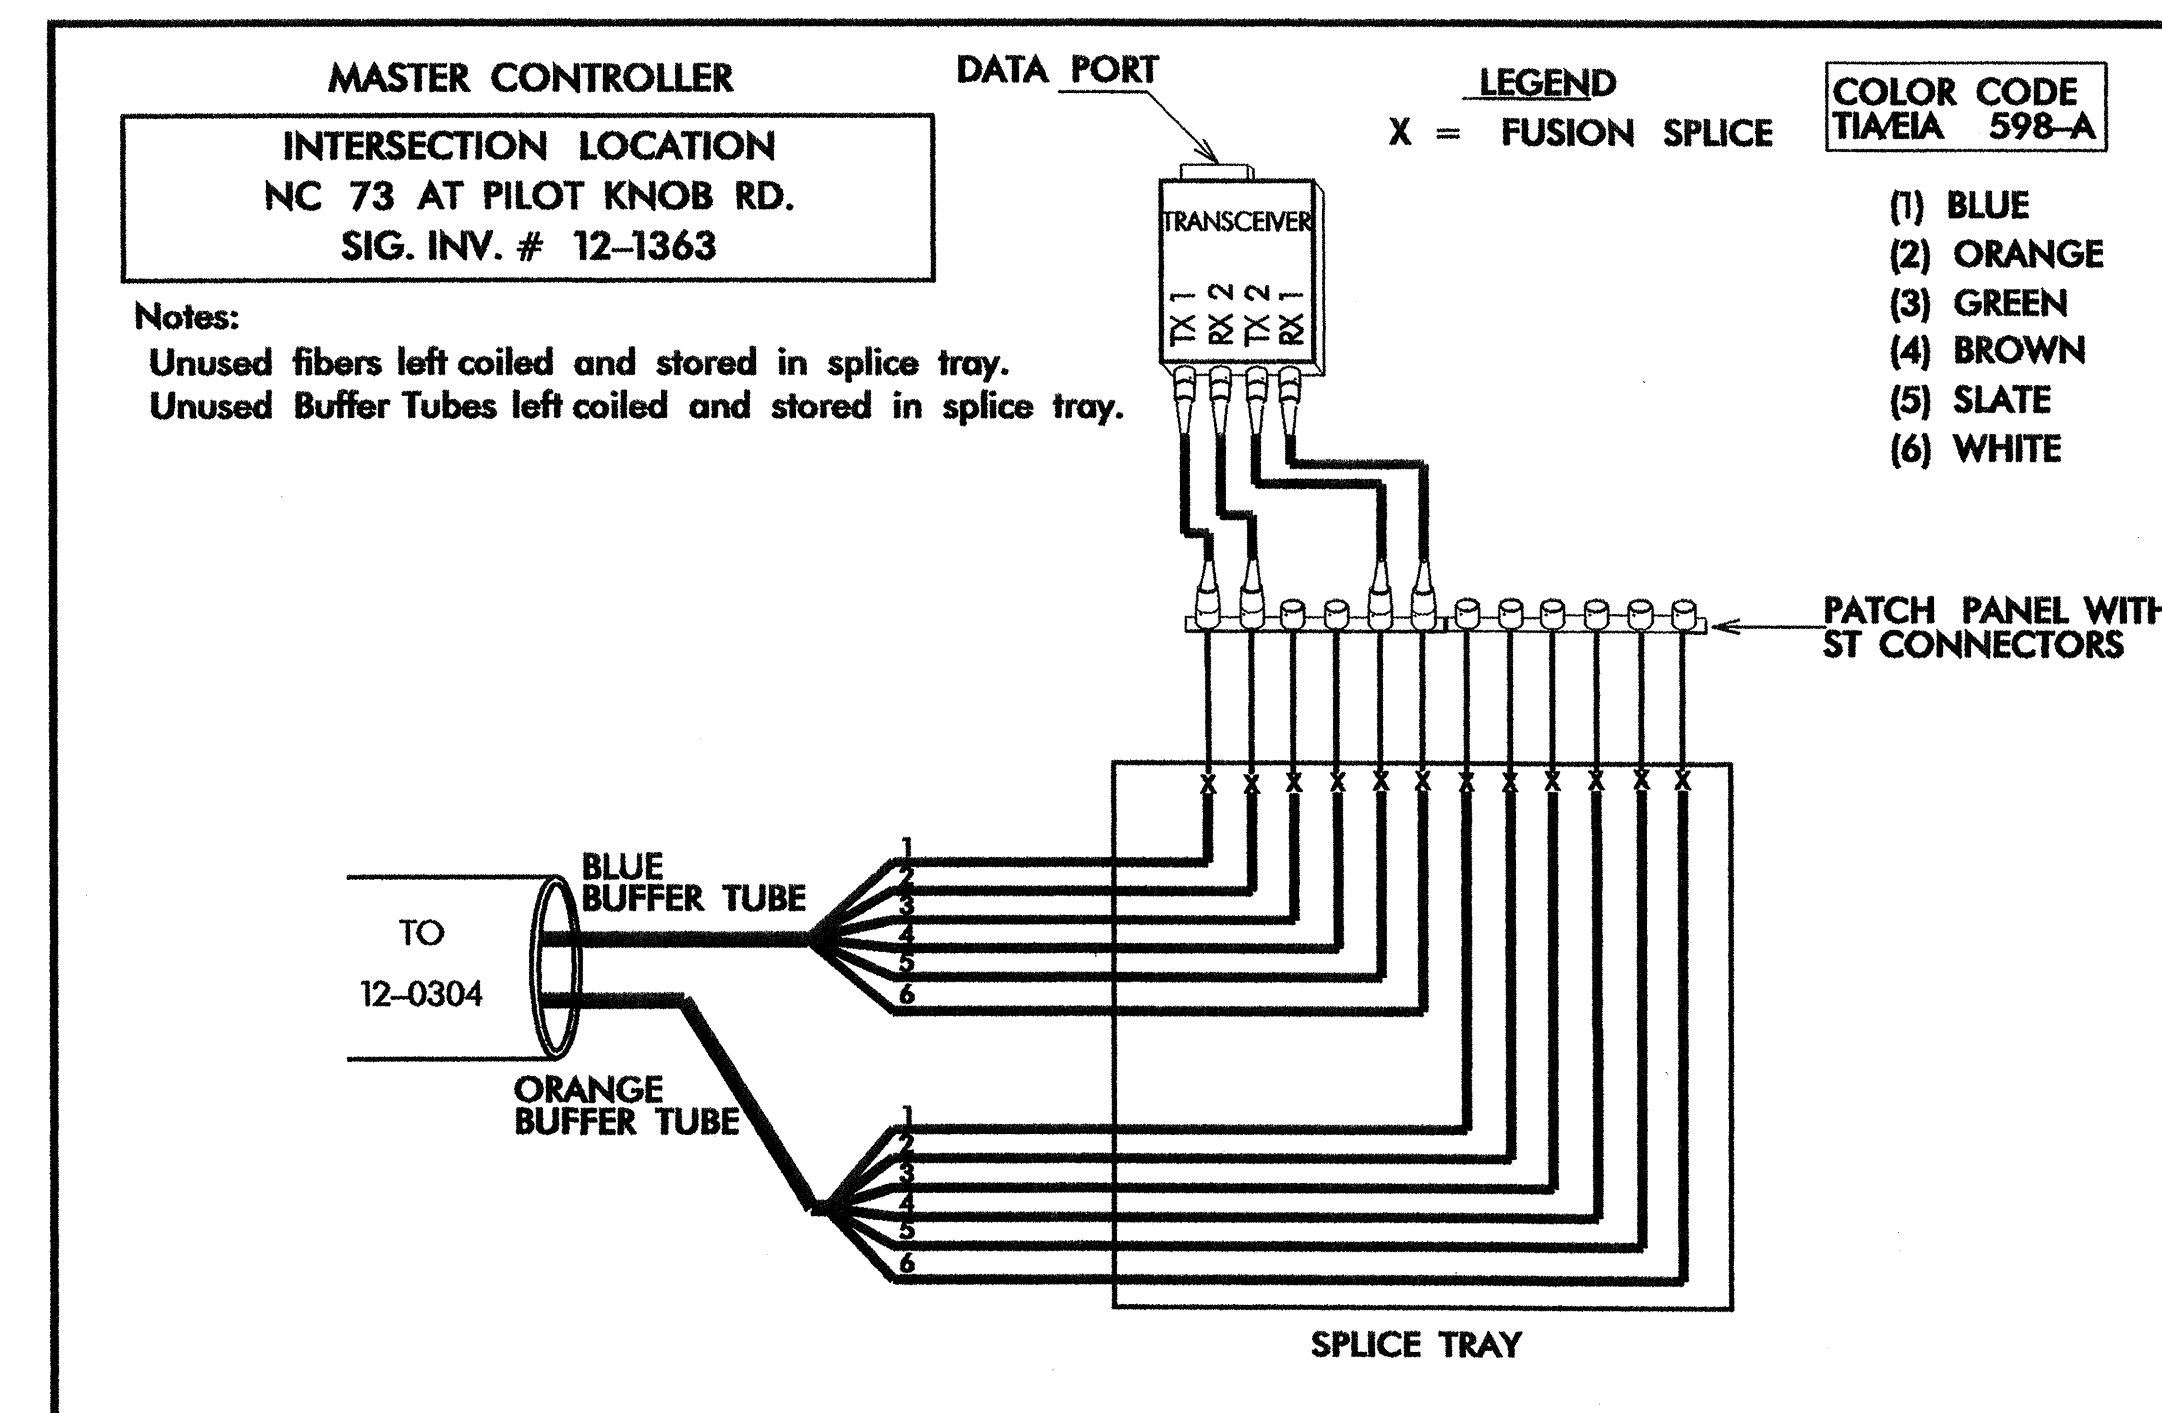 MASTER CONTROLLER
INTERSECTION LOCATION
NC 73 AT PILOT KNOB RD.
SIG. INV. # 12-1363
Notes:
Unused fibers left coiled and stored in splice tray.
Unused Buffer Tubes left coiled and stored in splice tray.
DATA PORT
TRANSCEIVER
TX 1
RX 2
TX 2
RX 1
LEGEND
X = FUSION SPLICE
COLOR CODE
TIA/EIA 598-A
(1) BLUE
(2) ORANGE
(3) GREEN
(4) BROWN
(5) SLATE
(6) WHITE
PATCH PANEL WITH
ST CONNECTORS
X X X X X X X X X X X X
BLUE
BUFFER TUBE
1
2
3
4
5
6
TO
12-0304
ORANGE
BUFFER TUBE
1
2
3
4
5
6
SPLICE TRAY